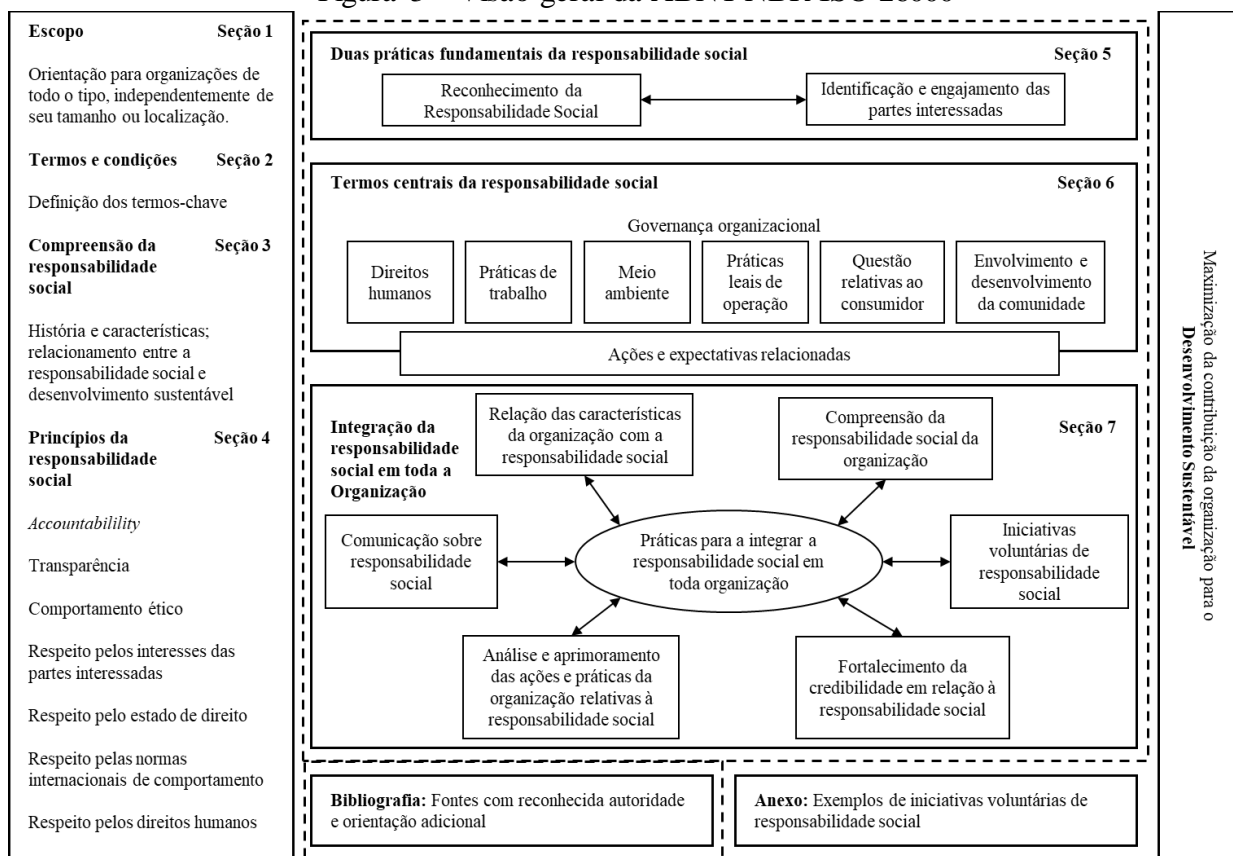 Escopo Seção 1
Orientação para organizações de
todo o tipo, independentemente de
seu tamanho ou localização.
Termos e condições Seção 2
Definição dos termos-chave
Compreensão da Seção 3
responsabilidade
social
História e características;
relacionamento entre a
responsabilidade social e
desenvolvimento sustentável
Princípios da Seção 4
responsabilidade
social
Accountabilility
Transparência
Comportamento ético
Respeito pelos interesses das
partes interessadas
Respeito pelo estado de direito
Respeito pelas normas
internacionais de comportamento
Respeito pelos direitos humanos
Duas práticas fundamentais da responsabilidade social Seção 5
Reconhecimento da
Responsabilidade Social
Identificação e engajamento das
partes interessadas
Termos centrais da responsabilidade social Seção 6
Governança organizacional
Direitos
humanos
Práticas de
trabalho
Meio
ambiente
Práticas
leais de
operação
Questão
relativas ao
consumidor
Envolvimento e
desenvolvimento
da comunidade
Ações e expectativas relacionadas
Integração da
responsabilidade
social em toda a
Organização
Seção 7
Relação das características
da organização com a
responsabilidade social
Compreensão da
responsabilidade social da
organização
Comunicação sobre
responsabilidade
social
Práticas para a integrar a
responsabilidade social em
toda organização
Iniciativas
voluntárias de
responsabilidade
social
Análise e aprimoramento
das ações e práticas da
organização relativas à
responsabilidade social
Fortalecimento da
credibilidade em relação à
responsabilidade social
Bibliografia: Fontes com reconhecida autoridade
e orientação adicional
Anexo: Exemplos de iniciativas voluntárias de
responsabilidade social
Maximização da contribuição da organização para o
Desenvolvimento Sustentável